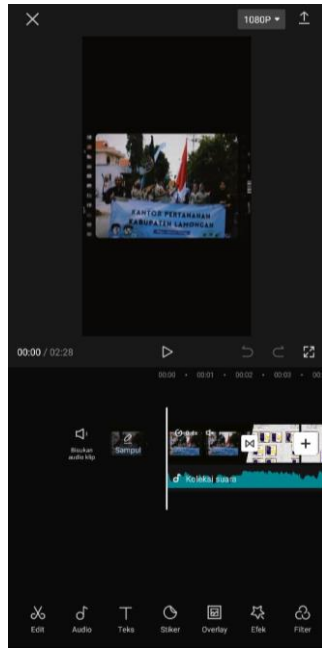 1080P
KANTOR PERTANAHAN
KABUPATEN LAMONGAN
00:00 / 02:28
00:00 • 00:01 • 00:02 • 00:03 • 00:
Bisukan
audio klip
Sampul
Koleksi suara
Edit
Audio
Teks
Stiker
Overlay
Efek
Filter